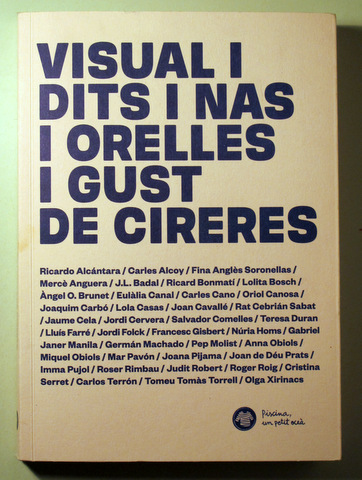 VISUAL I
DITS I NAS
I ORELLES
I GUST
DE CIRERES
Ricardo Alcántara / Carles Alcoy / Fina Anglès Soronellas /
Mercè Anguera / J.L. Badal / Ricard Bonmatí / Lolita Bosch /
Àngel O. Brunet / Eulàlia Canal / Carles Cano / Oriol Canosa /
Joaquim Carbó / Lola Casas / Joan Cavallé / Rat Cebrián Sabat
/ Jaume Cela / Jordi Cervera / Salvador Comelles / Teresa Duran
/ Lluís Farré / Jordi Folck / Francesc Gisbert / Núria Homs / Gabriel
Janer Manila / Germán Machado / Pep Molist / Anna Obiols /
Miquel Obiols / Mar Pavón / Joana Pijama / Joan de Déu Prats /
Imma Pujol / Roser Rimbau / Judit Robert / Roger Roig / Cristina
Serret / Carlos Terrón / Tomeu Tomàs Torrell / Olga Xirinacs
Piscina,
un petit oceà